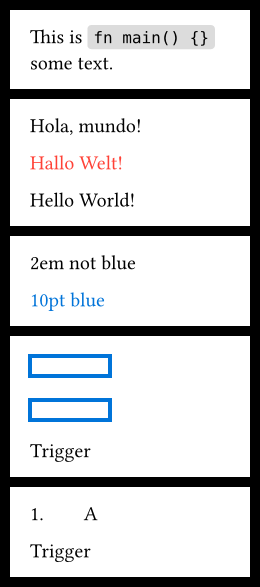 This is fn main() {}
some text.
Hola, mundo!
Hallo Welt!
Hello World!
2em not blue
10pt blue
Trigger
1. A
Trigger